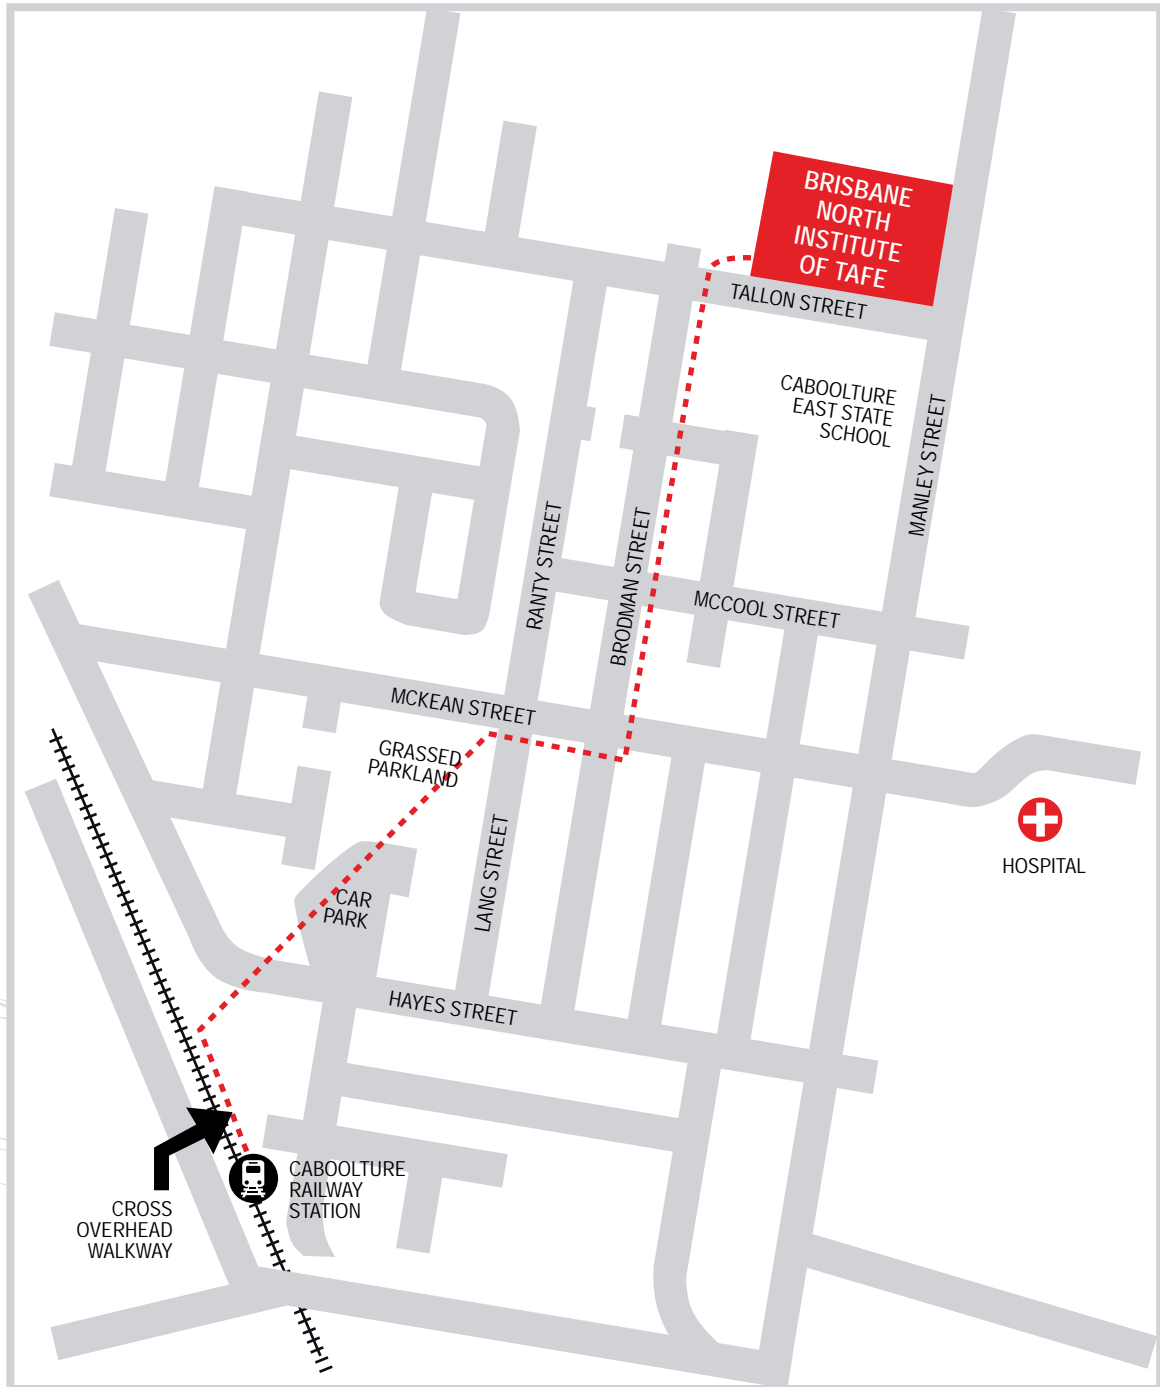 BRISBANE
NORTH
INSTITUTE
OF TAFE
TALLON STREET
CABOOLTURE
EAST STATE
SCHOOL
MANLEY STREET
RANTY STREET
BRODMAN STREET
MCCOOL STREET
MCKEAN STREET
GRASSED
PARKLAND
LANG STREET
HOSPITAL
CAR
PARK
HAYES STREET
CABOOLTURE
RAILWAY
STATION
CROSS
OVERHEAD
WALKWAY